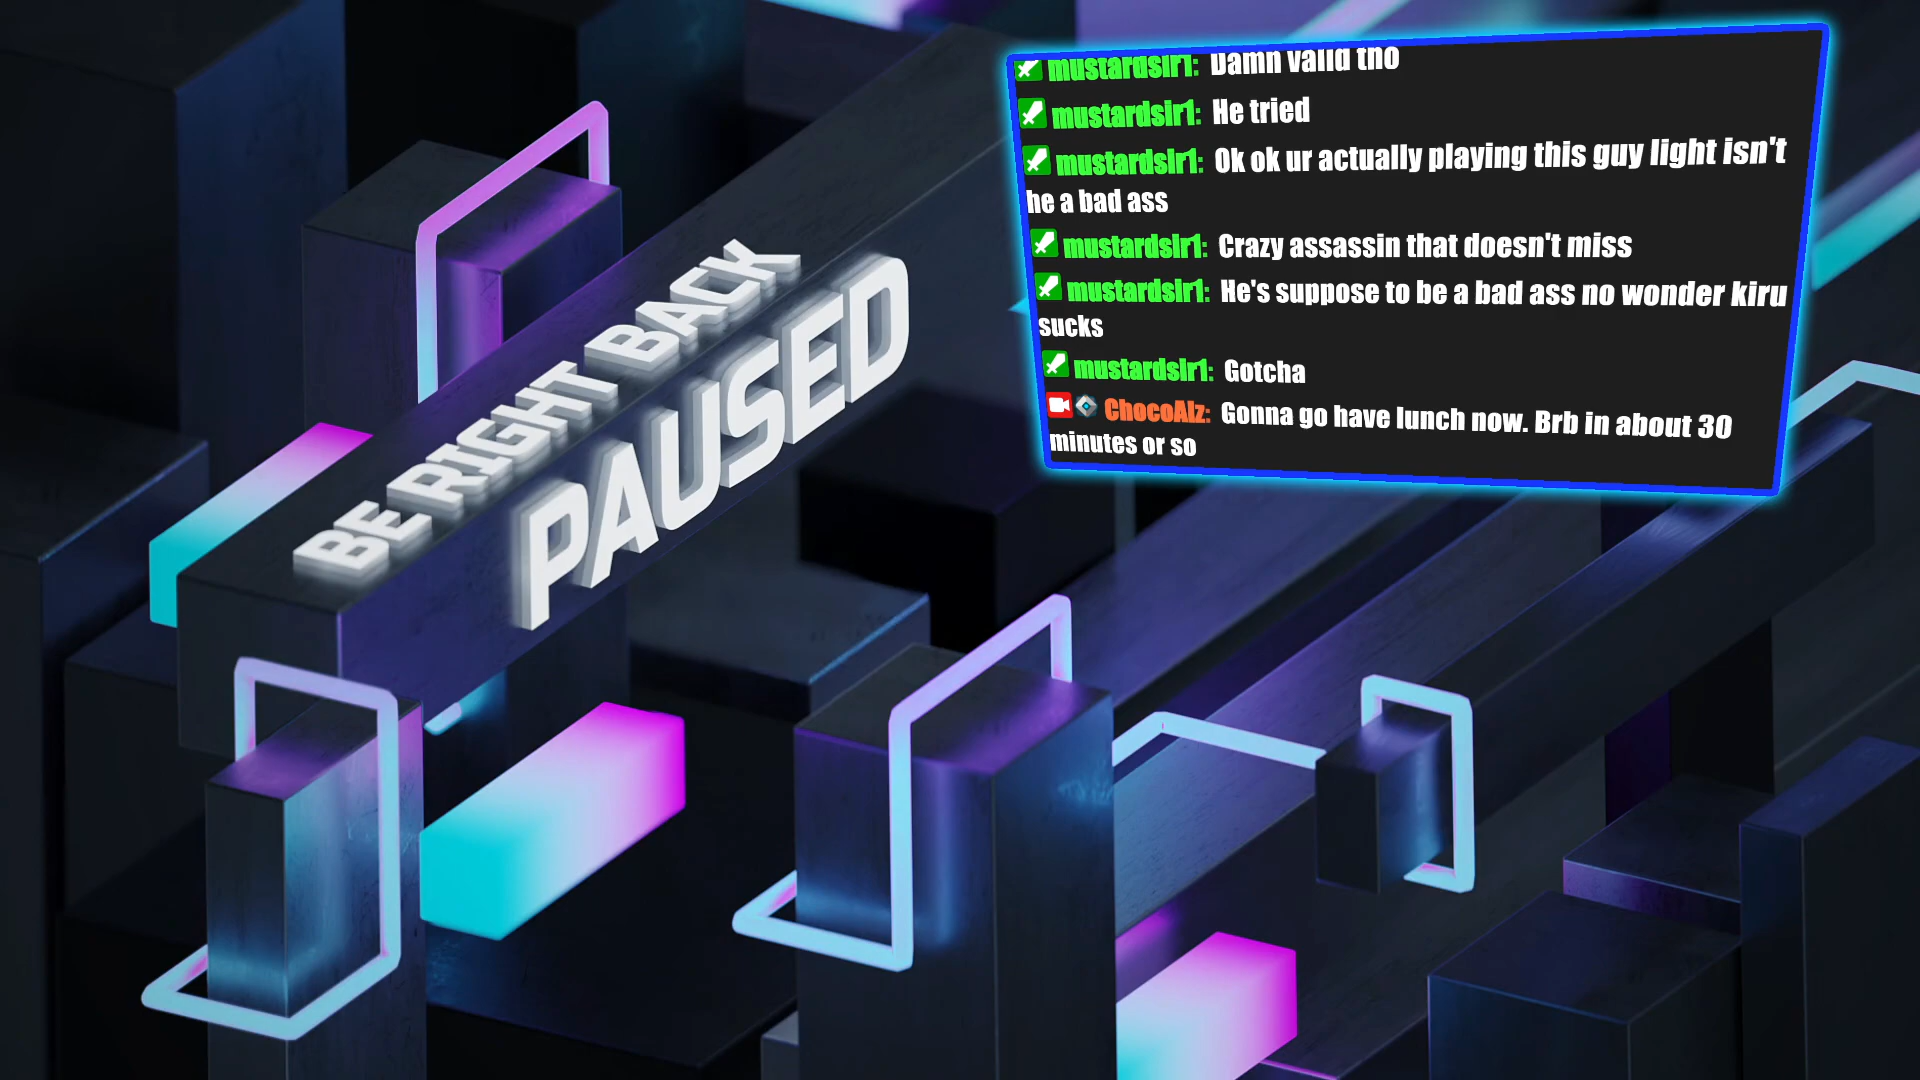 BE RIGHT BACK
PAUSED
mustardsir1: Damn valid tho
mustardsir1: He tried
mustardsir1: Ok ok ur actually playing this guy light isn't
he a bad ass
mustardsir1: Crazy assassin that doesn't miss
mustardsir1: He's suppose to be a bad ass no wonder kiru
sucks
mustardsir1: Gotcha
ChocoAlz: Gonna go have lunch now. Brb in about 30
minutes or so